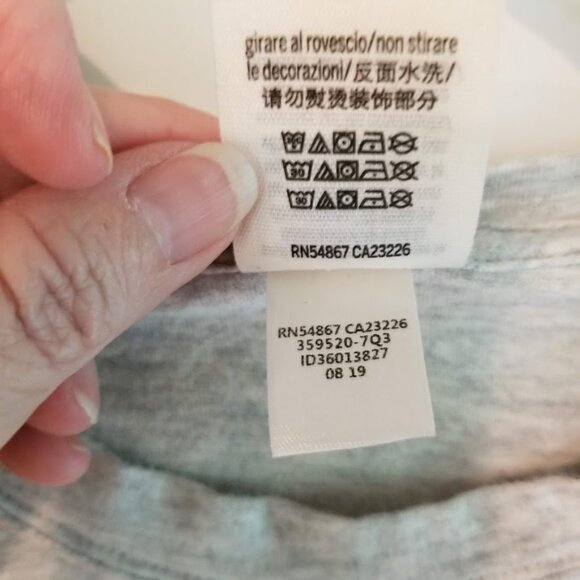 girare al rovescio/non stirare
le decorazioni/反面水洗/
请勿熨烫装饰部分
RN54867 CA23226
RN54867 CA23226
359520-7Q3
ID36013827
08 19